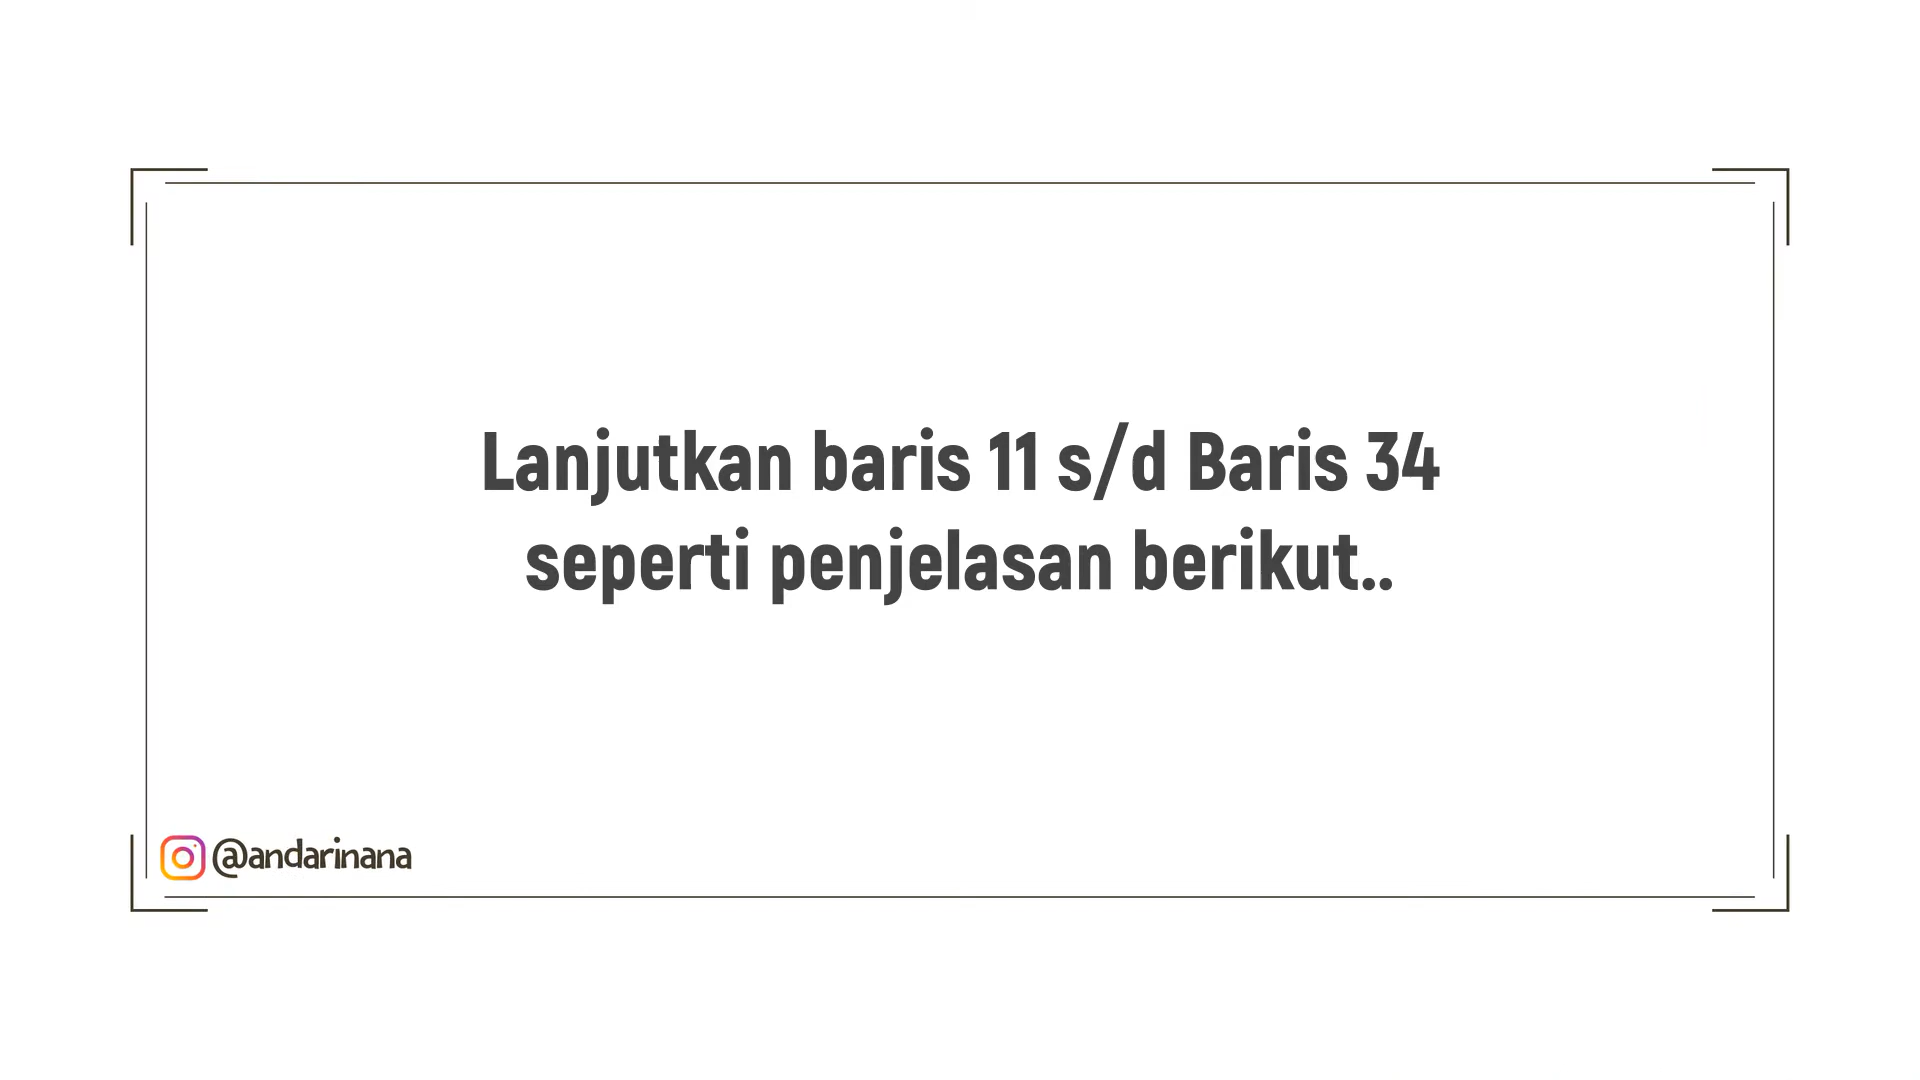 Lanjutkan baris 11 s/d Baris 34
seperti penjelasan berikut..
@andarinana